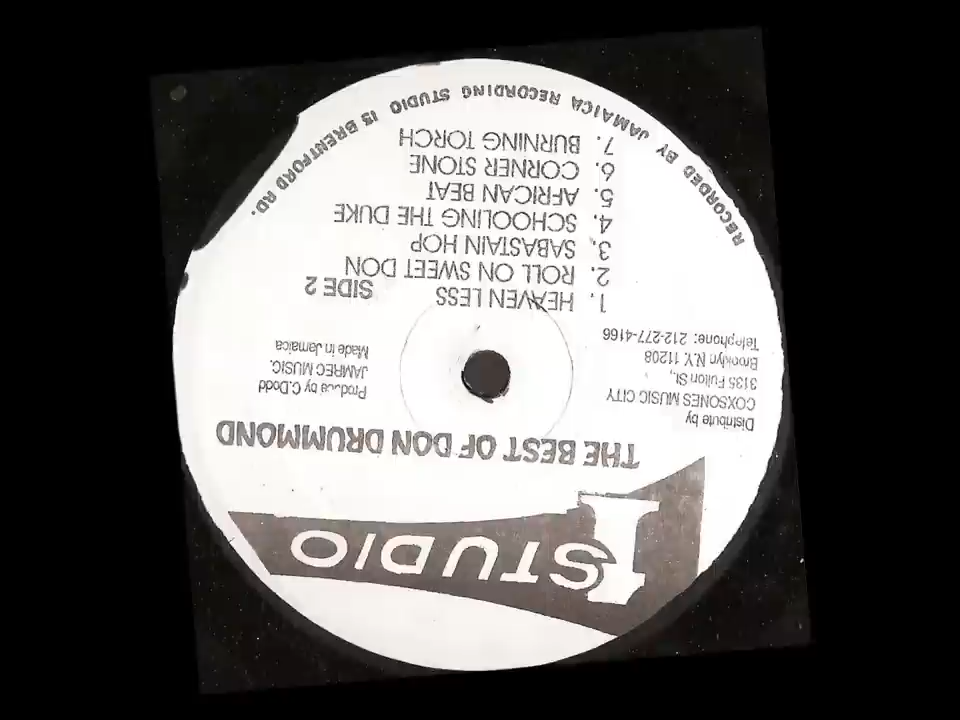 STUDIO 1
THE BEST OF DON DRUMMOND
Distribute by
COXSONES MUSIC CITY
3135 Fulton St.,
Brooklyn N.Y. 11208
Telephone: 212-277-4166
Produce by C. Dodd
JAMREC MUSIC.
Made in Jamaica
SIDE 2
1. HEAVEN LESS
2. ROLL ON SWEET DON
3. SABASTAIN HOP
4. SCHOOLING THE DUKE
5. AFRICAN BEAT
6. CORNER STONE
7. BURNING TORCH
RECORDED BY JAMAICA RECORDING STUDIO 15 BRENTFORD RD.